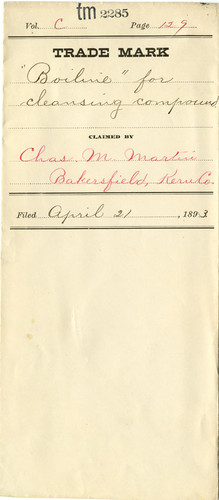 tm 2285
Vol. C Page 129
TRADE MARK
"Boiline" for
cleansing compound
CLAIMED BY
Chas. M. Martin
Bakersfield, Kern Co.
Filed April 21, 1893